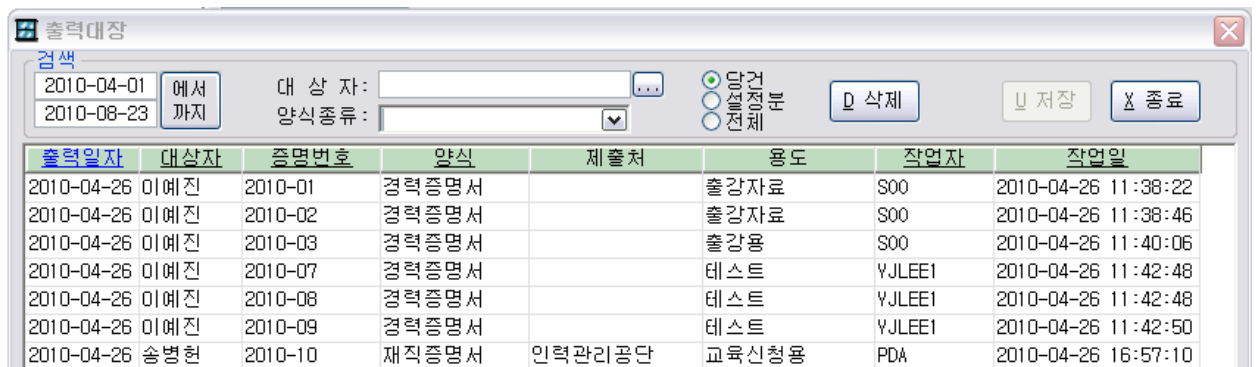 출력대장
검색
2010-04-01 에서 대 상 자: ... 당건
설정분 D 삭제 U 저장 X 종료
2010-08-23 까지 양식종류: 전체
출력일자 대상자 증명번호 양식 제출처 용도 작업자 작업일
2010-04-26 이예진 2010-01 경력증명서 출강자료 SOO 2010-04-26 11:38:22
2010-04-26 이예진 2010-02 경력증명서 출강자료 SOO 2010-04-26 11:38:46
2010-04-26 이예진 2010-03 경력증명서 출강용 SOO 2010-04-26 11:40:06
2010-04-26 이예진 2010-07 경력증명서 테스트 YJLEE1 2010-04-26 11:42:48
2010-04-26 이예진 2010-08 경력증명서 테스트 YJLEE1 2010-04-26 11:42:48
2010-04-26 이예진 2010-09 경력증명서 테스트 YJLEE1 2010-04-26 11:42:50
2010-04-26 송병헌 2010-10 재직증명서 인력관리공단 교육신청용 PDA 2010-04-26 16:57:10